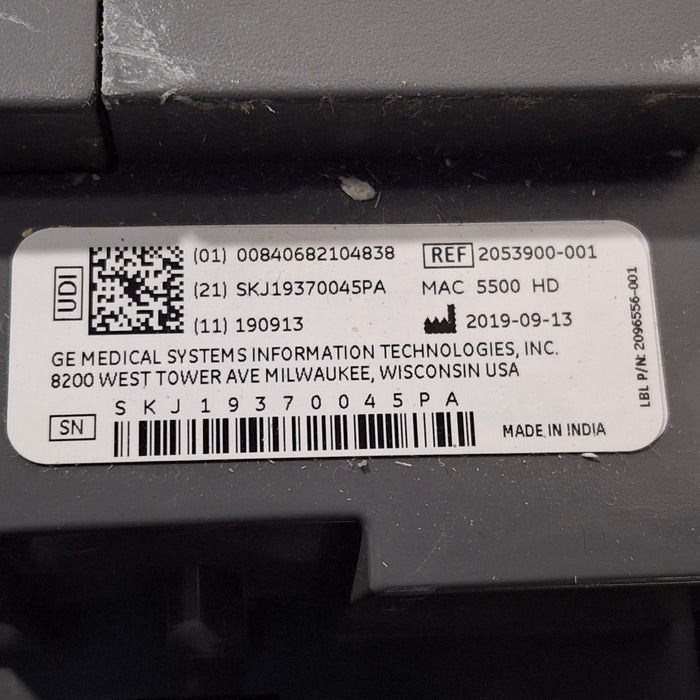 UDI
(01) 00840682104838
(21) SKJ19370045PA
(11) 190913
REF 2053900-001
MAC 5500 HD
2019-09-13
GE MEDICAL SYSTEMS INFORMATION TECHNOLOGIES, INC.
8200 WEST TOWER AVE MILWAUKEE, WISCONSIN USA
SKJ19370045PA
SN
MADE IN INDIA
LBL P/N: 2096556-001